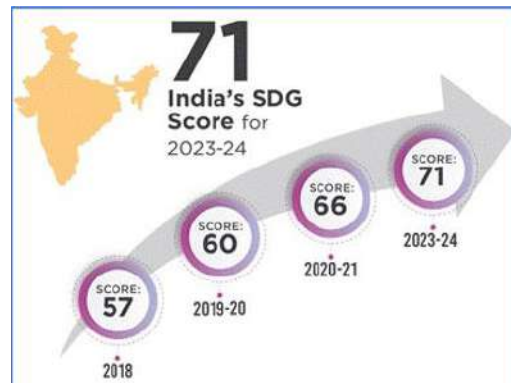 71
India's SDG
Score for
2023-24
SCORE:
57
2018
SCORE:
60
2019-20
SCORE:
66
2020-21
SCORE:
71
2023-24